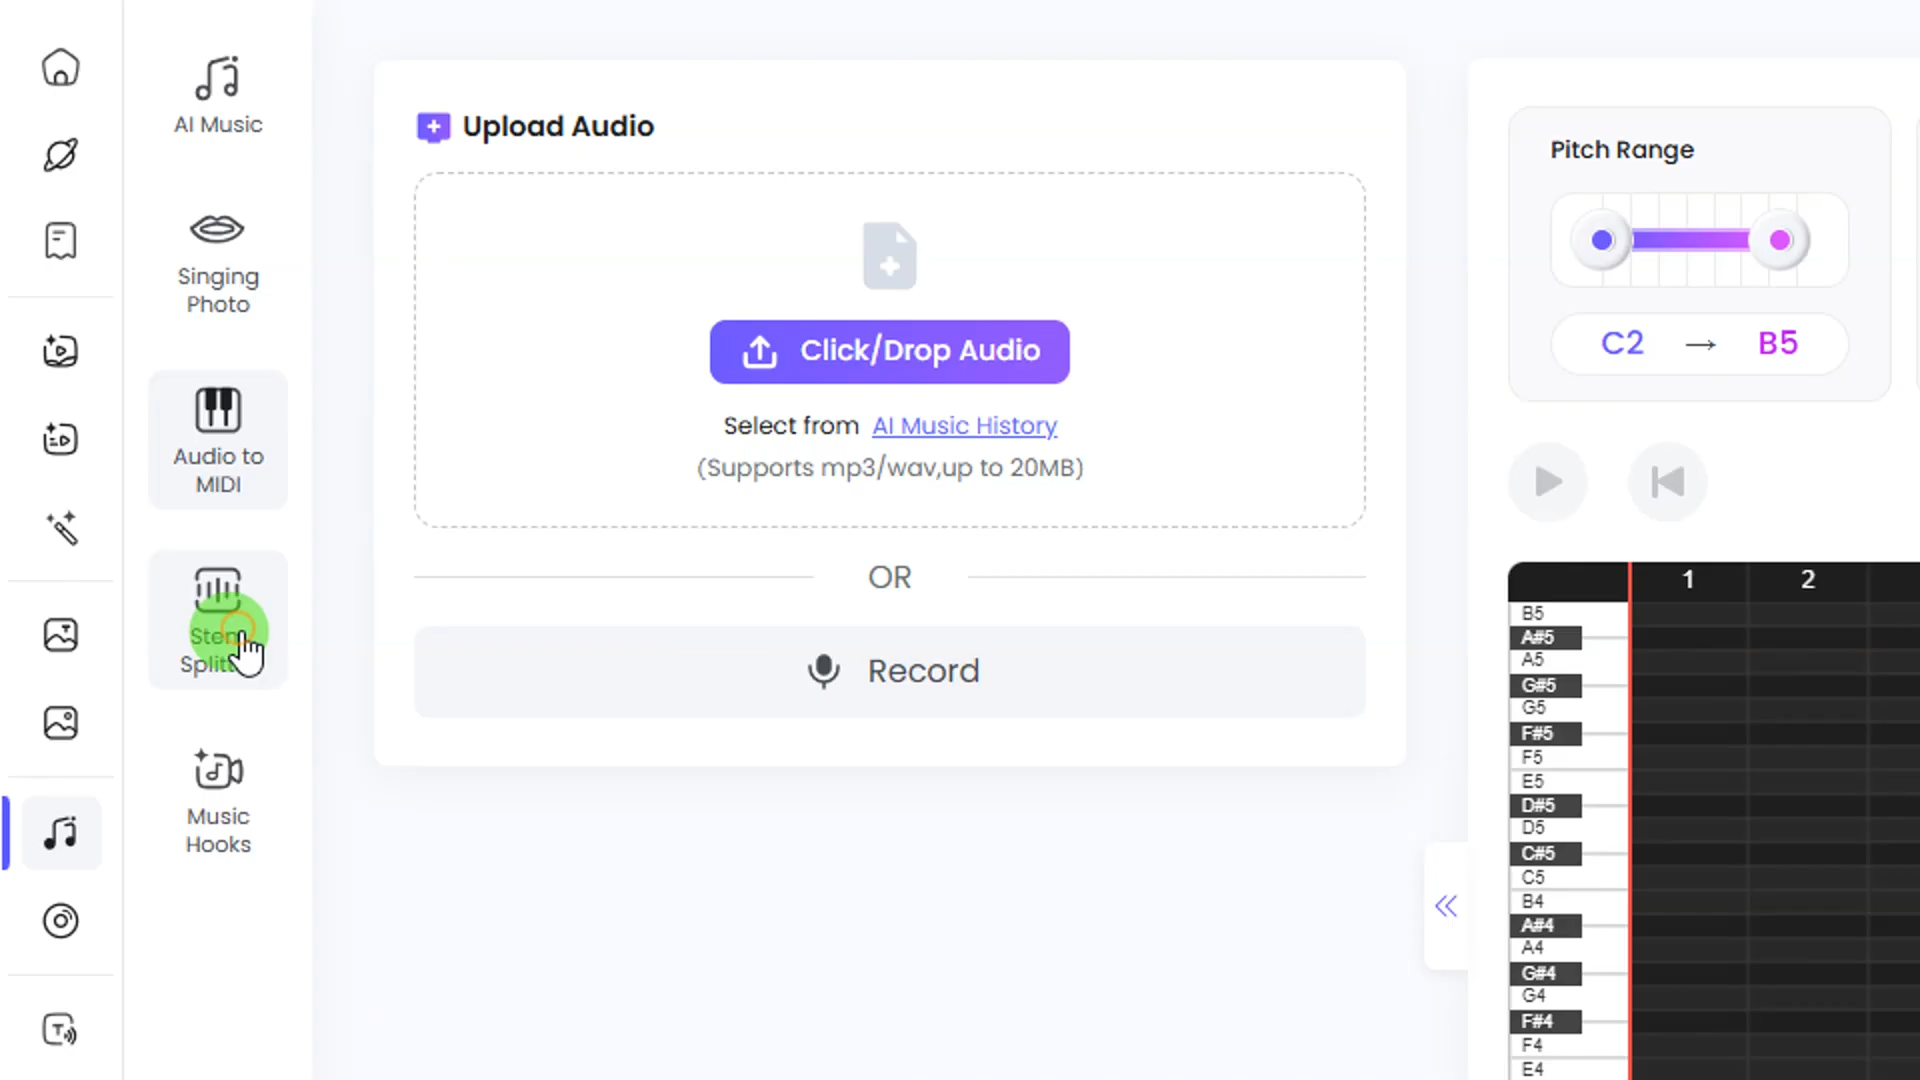 AI Music
Singing
Photo
Audio to
MIDI
Stem
Music
Hooks
Upload Audio
Click/Drop Audio
Select from AI Music History
(Supports mp3/wav,up to 20MB)
OR
Record
Pitch Range
C2 → B5
1 2
B5
A#5
A5
G#5
G5
F#5
F5
E5
D#5
D5
C#5
C5
B4
A#4
A4
G#4
G4
F#4
F4
E4